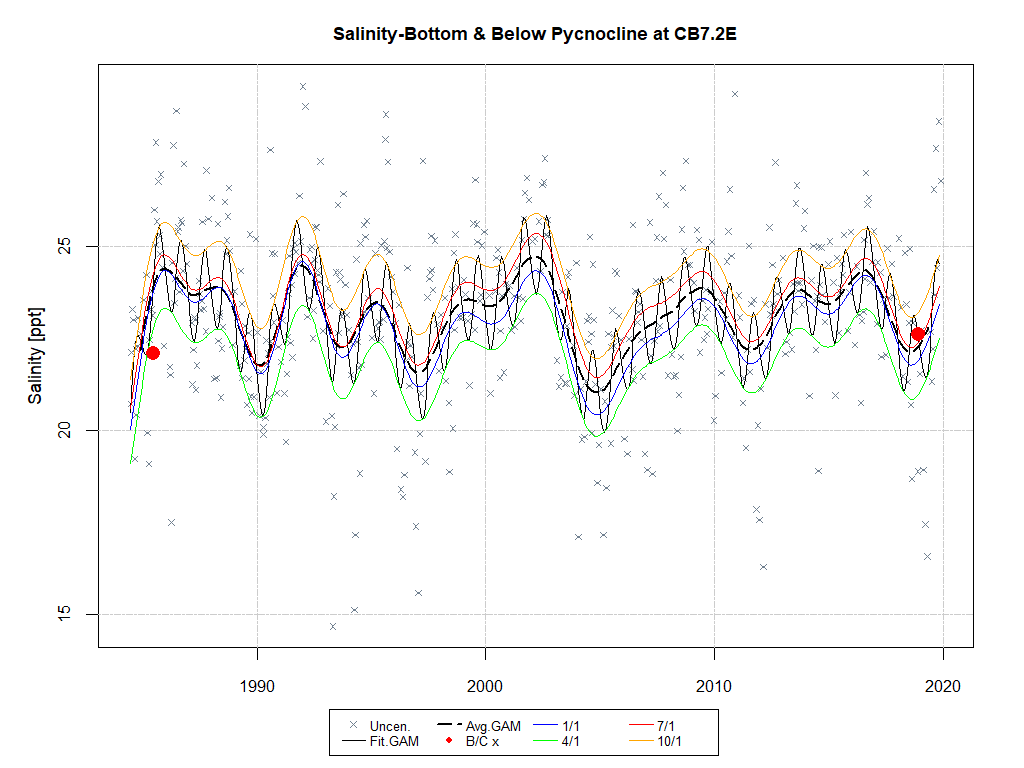 Salinity-Bottom & Below Pycnocline at CB7.2E
Salinity [ppt]
25
20
15
1990 2000 2010 2020
Uncen. Avg.GAM 1/1 7/1
Fit.GAM B/C x 4/1 10/1